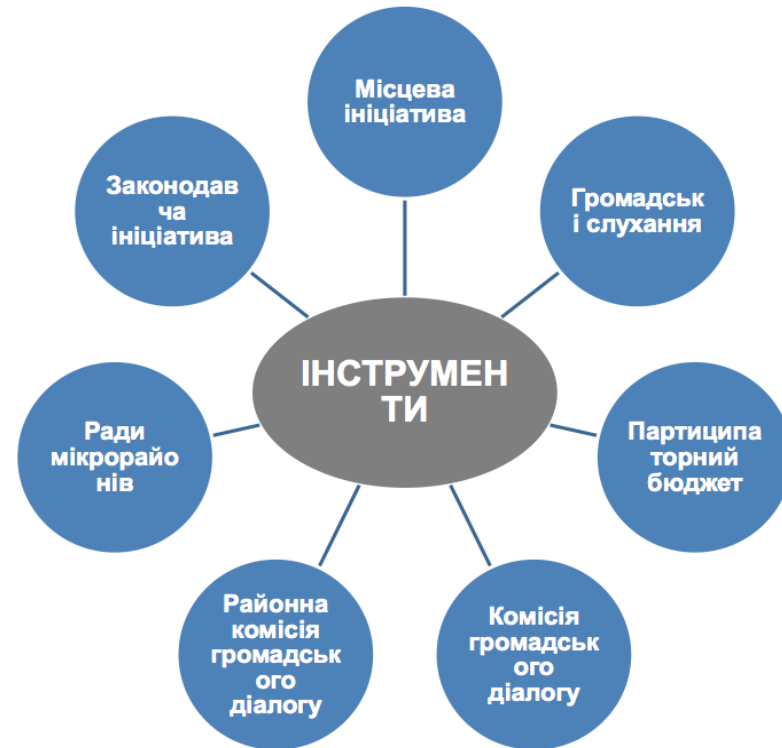 Місцева
ініціатива
Законодав
ча
ініціатива
Громадськ
і слухання
ІНСТРУМЕН
ТИ
Ради
мікрорайо
нів
Партиципа
торний
бюджет
Районна
комісія
громадськ
ого
діалогу
Комісія
громадськ
ого
діалогу